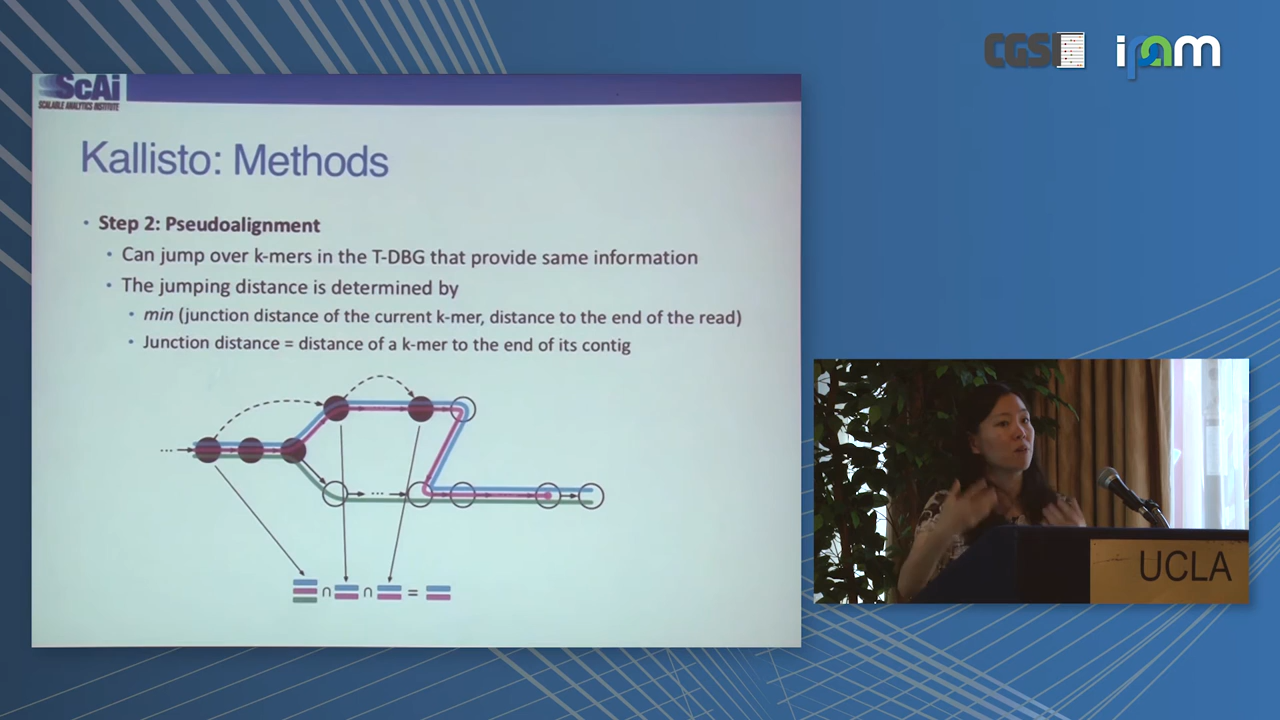 CGSI
ipam
ScAi
SCALABLE ANALYTICS INSTITUTE
Kallisto: Methods
• Step 2: Pseudoalignment
• Can jump over k-mers in the T-DBG that provide same information
• The jumping distance is determined by
• min (junction distance of the current k-mer, distance to the end of the read)
• Junction distance = distance of a k-mer to the end of its contig
...
...
∩ ∩ =
UCLA